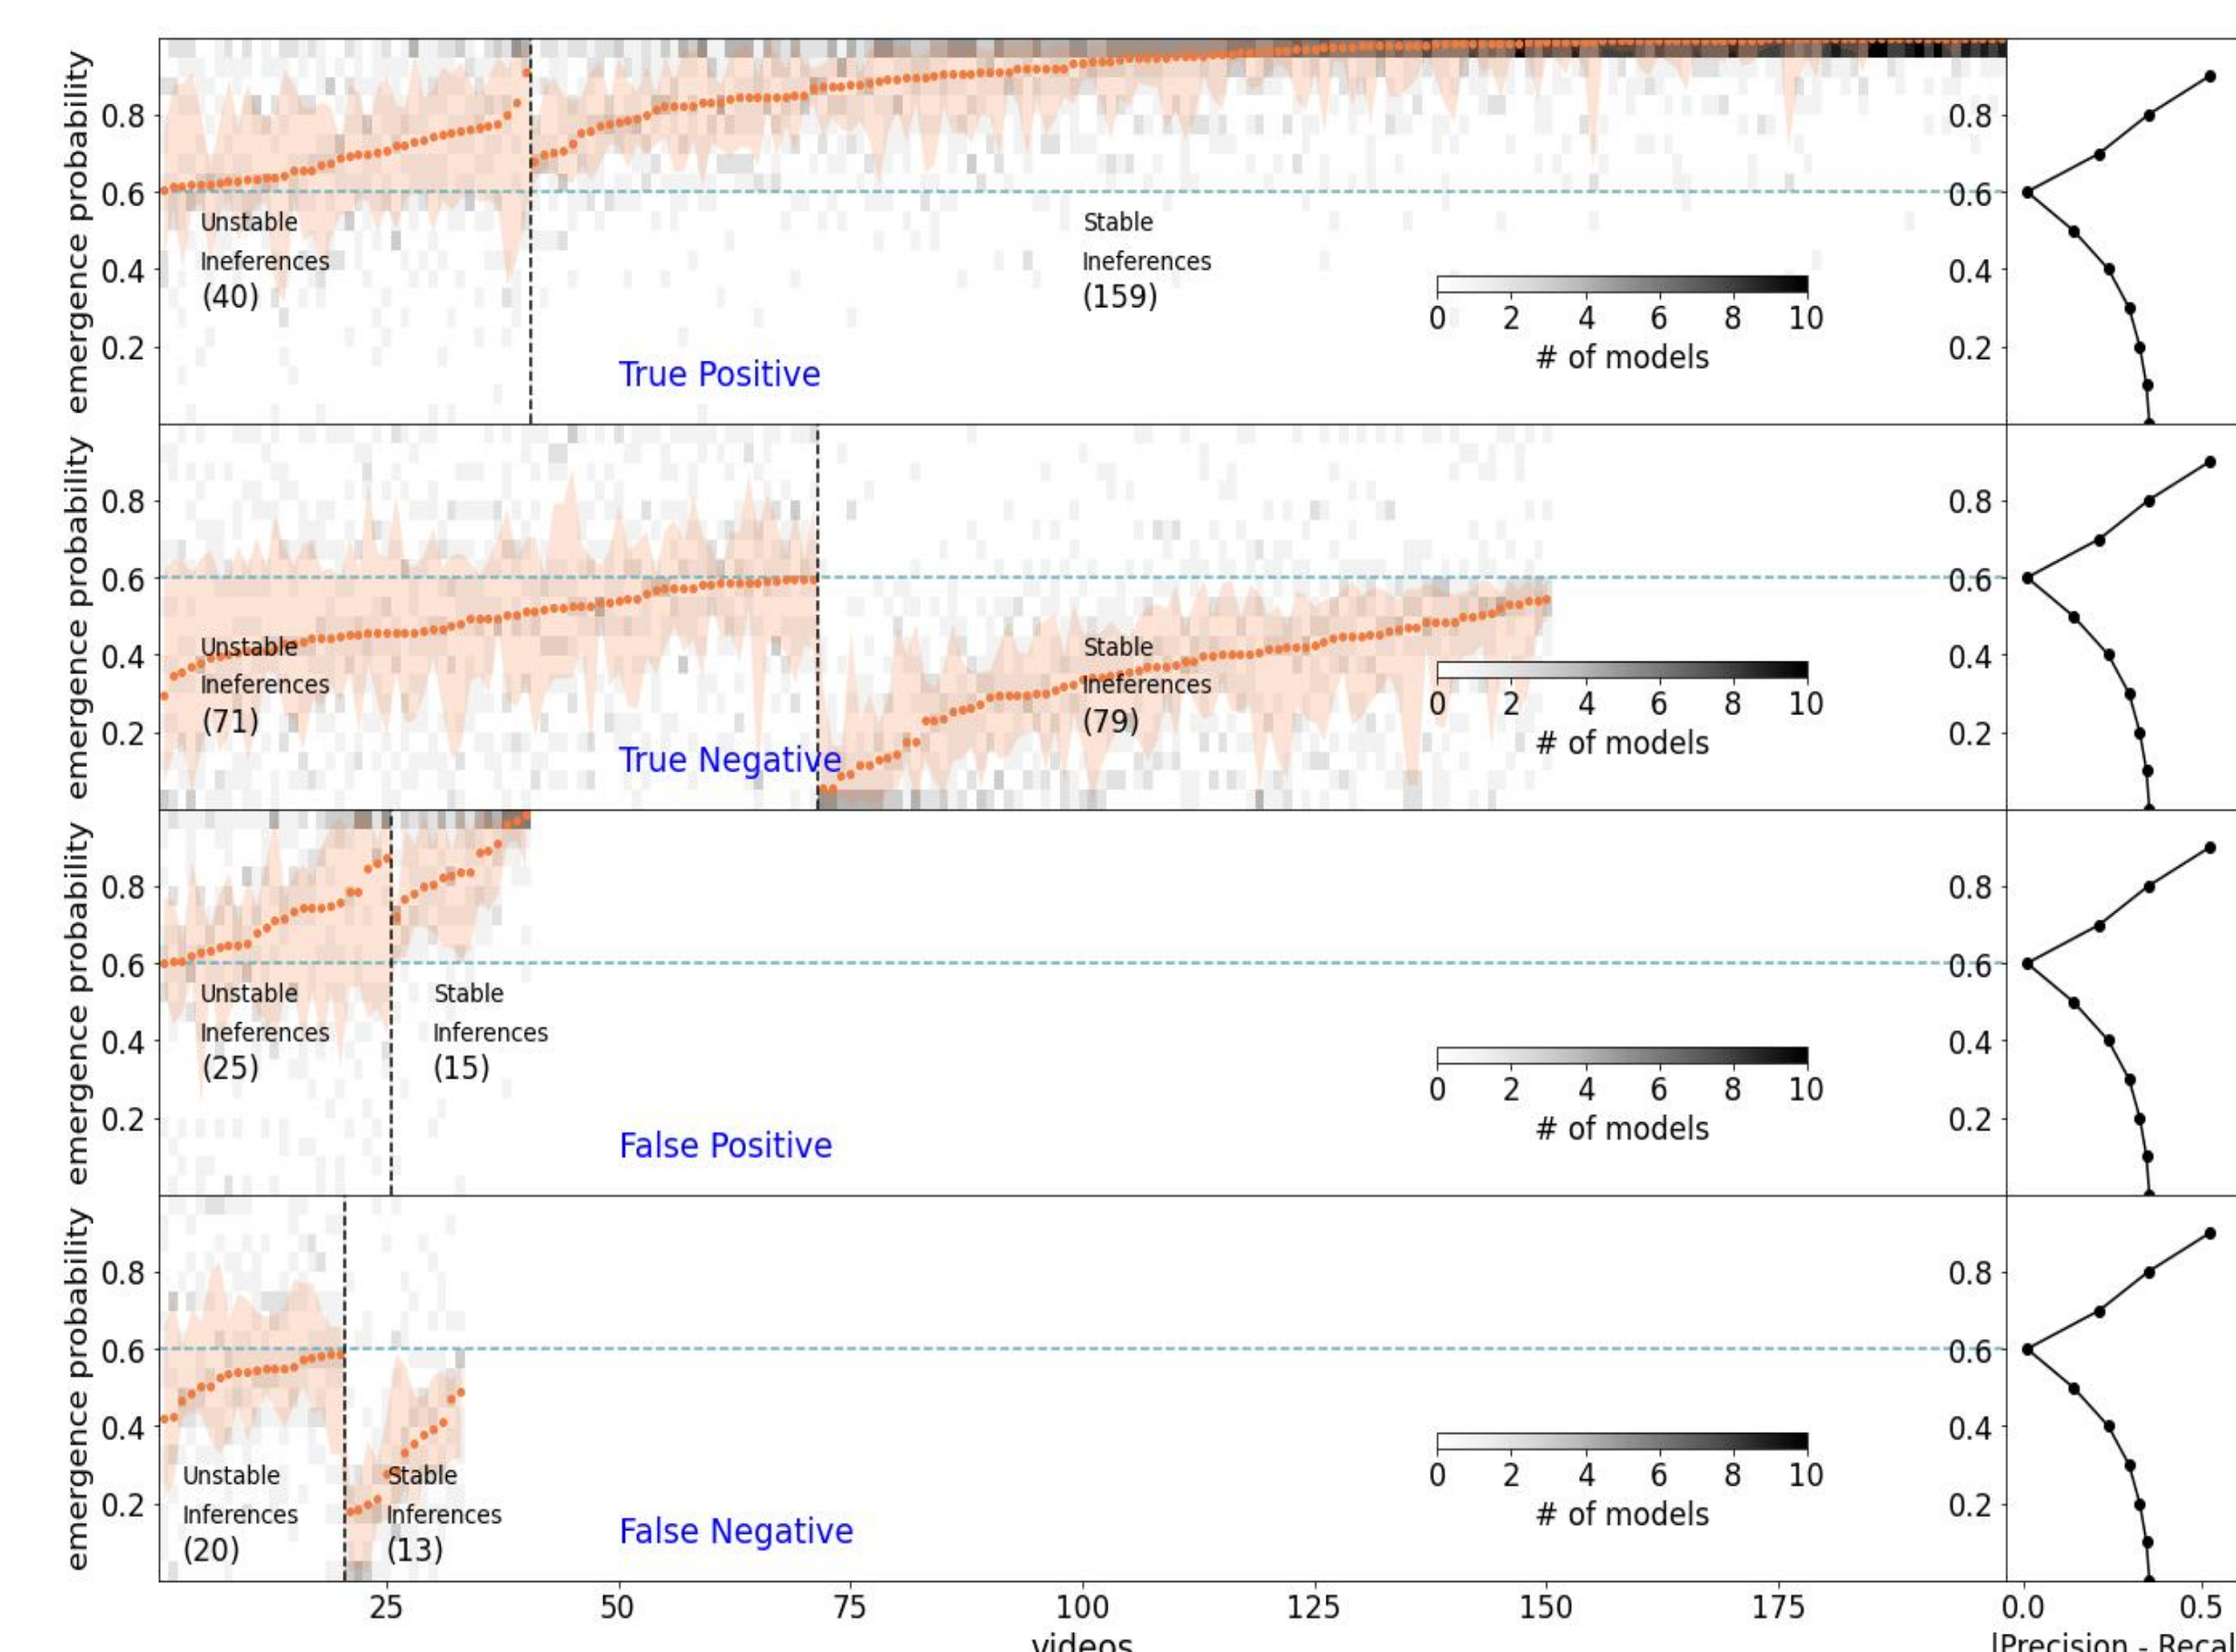 emergence probability
0.8
0.6
0.4
0.2
Unstable
Ineferences
(40)
Stable
Ineferences
(159)
True Positive
0 2 4 6 8 10
# of models
0.8
0.6
0.4
0.2
emergence probability
0.8
0.6
0.4
0.2
Unstable
Ineferences
(71)
Stable
Ineferences
(79)
True Negative
0 2 4 6 8 10
# of models
0.8
0.6
0.4
0.2
emergence probability
0.8
0.6
0.4
0.2
Unstable
Ineferences
(25)
Stable
Inferences
(15)
False Positive
0 2 4 6 8 10
# of models
0.8
0.6
0.4
0.2
emergence probability
0.8
0.6
0.4
0.2
Unstable
Inferences
(20)
Stable
Inferences
(13)
False Negative
0 2 4 6 8 10
# of models
0.8
0.6
0.4
0.2
25 50 75 100 125 150 175
videos
0.0 0.5
|Precision - Recal